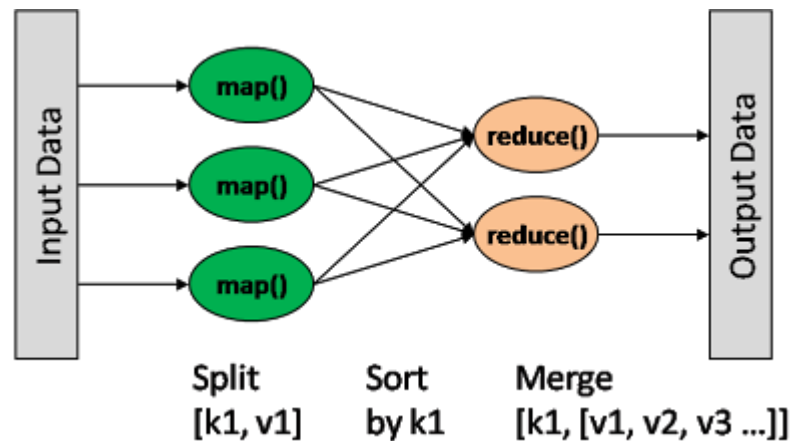 Input Data
map()
map()
map()
reduce()
reduce()
Output Data
Split
[k1, v1]
Sort
by k1
Merge
[k1, [v1, v2, v3 ...]]